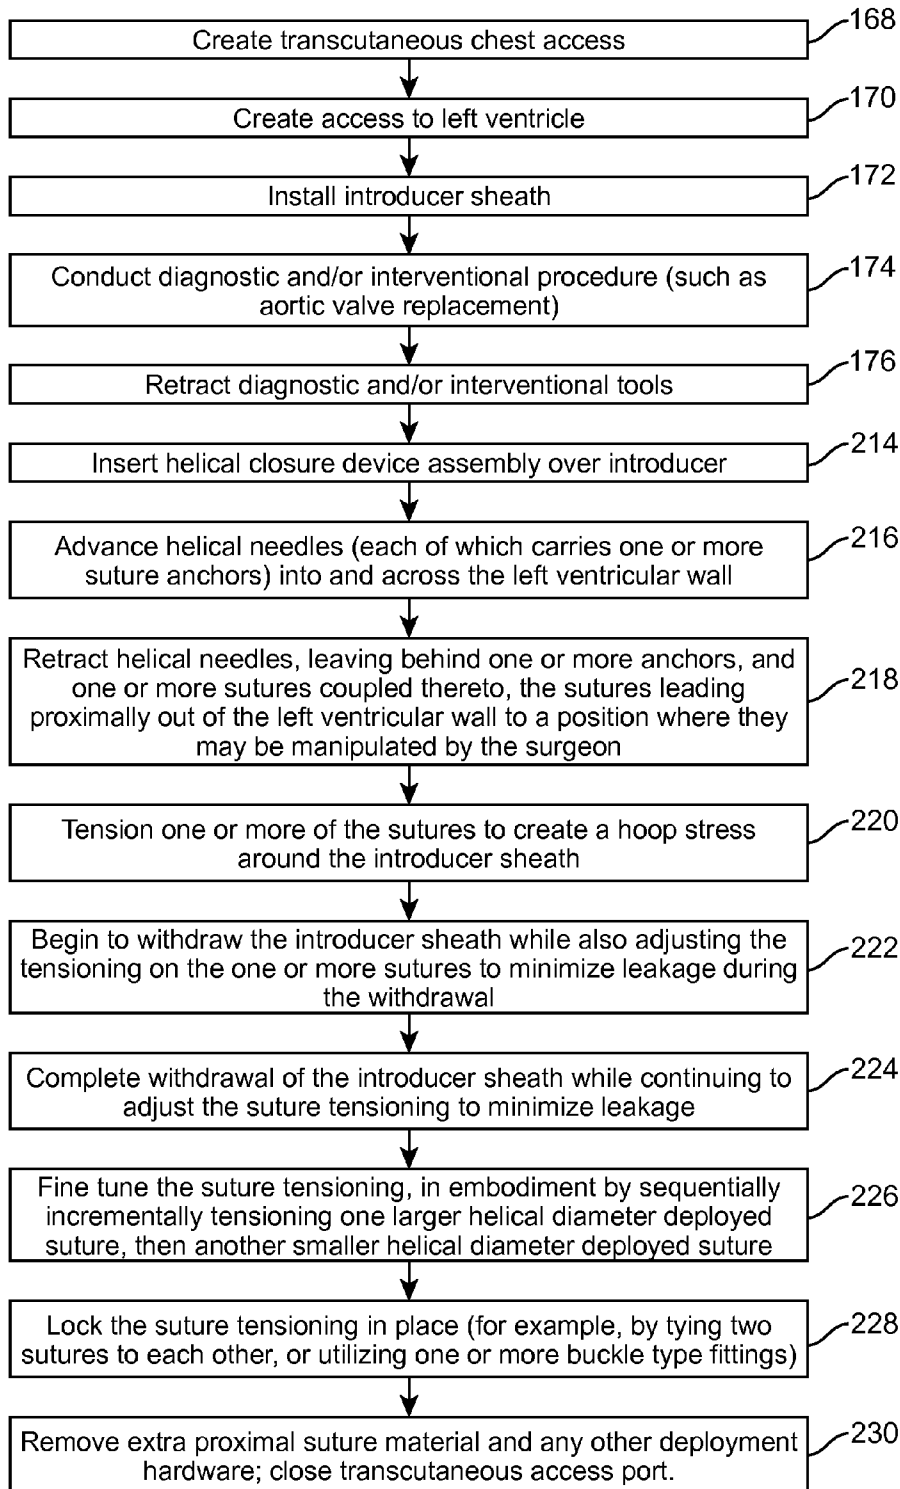 Create transcutaneous chest access
168
Create access to left ventricle
170
Install introducer sheath
172
Conduct diagnostic and/or interventional procedure (such as
aortic valve replacement)
174
Retract diagnostic and/or interventional tools
176
Insert helical closure device assembly over introducer
214
Advance helical needles (each of which carries one or more
suture anchors) into and across the left ventricular wall
216
Retract helical needles, leaving behind one or more anchors, and
one or more sutures coupled thereto, the sutures leading
proximally out of the left ventricular wall to a position where they
may be manipulated by the surgeon
218
Tension one or more of the sutures to create a hoop stress
around the introducer sheath
220
Begin to withdraw the introducer sheath while also adjusting the
tensioning on the one or more sutures to minimize leakage during
the withdrawal
222
Complete withdrawal of the introducer sheath while continuing to
adjust the suture tensioning to minimize leakage
224
Fine tune the suture tensioning, in embodiment by sequentially
incrementally tensioning one larger helical diameter deployed
suture, then another smaller helical diameter deployed suture
226
Lock the suture tensioning in place (for example, by tying two
sutures to each other, or utilizing one or more buckle type fittings)
228
Remove extra proximal suture material and any other deployment
hardware; close transcutaneous access port.
230